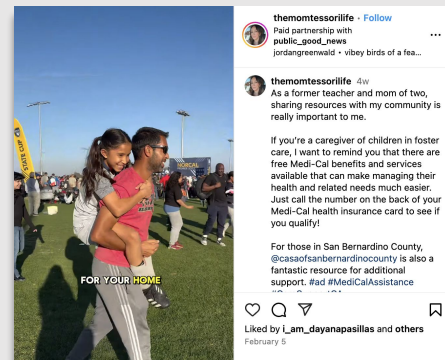 themomtessorilife • Follow
Paid partnership with
public_good_news
jordangreenwald • vibey birds of a fea...
themomtessorilife 4w
As a former teacher and mom of two,
sharing resources with my community is
really important to me.
If you're a caregiver of children in foster
care, I want to remind you that there are
free Medi-Cal benefits and services
available that can make managing their
health and related needs much easier.
Just call the number on the back of your
Medi-Cal health insurance card to see if
you qualify!
For those in San Bernardino County,
@casaofsanbernardinocounty is also a
fantastic resource for additional
support. #ad #MediCalAssistance
STATE CUP
FOR YOUR HOME
Liked by i_am_dayanapasillas and others
February 5